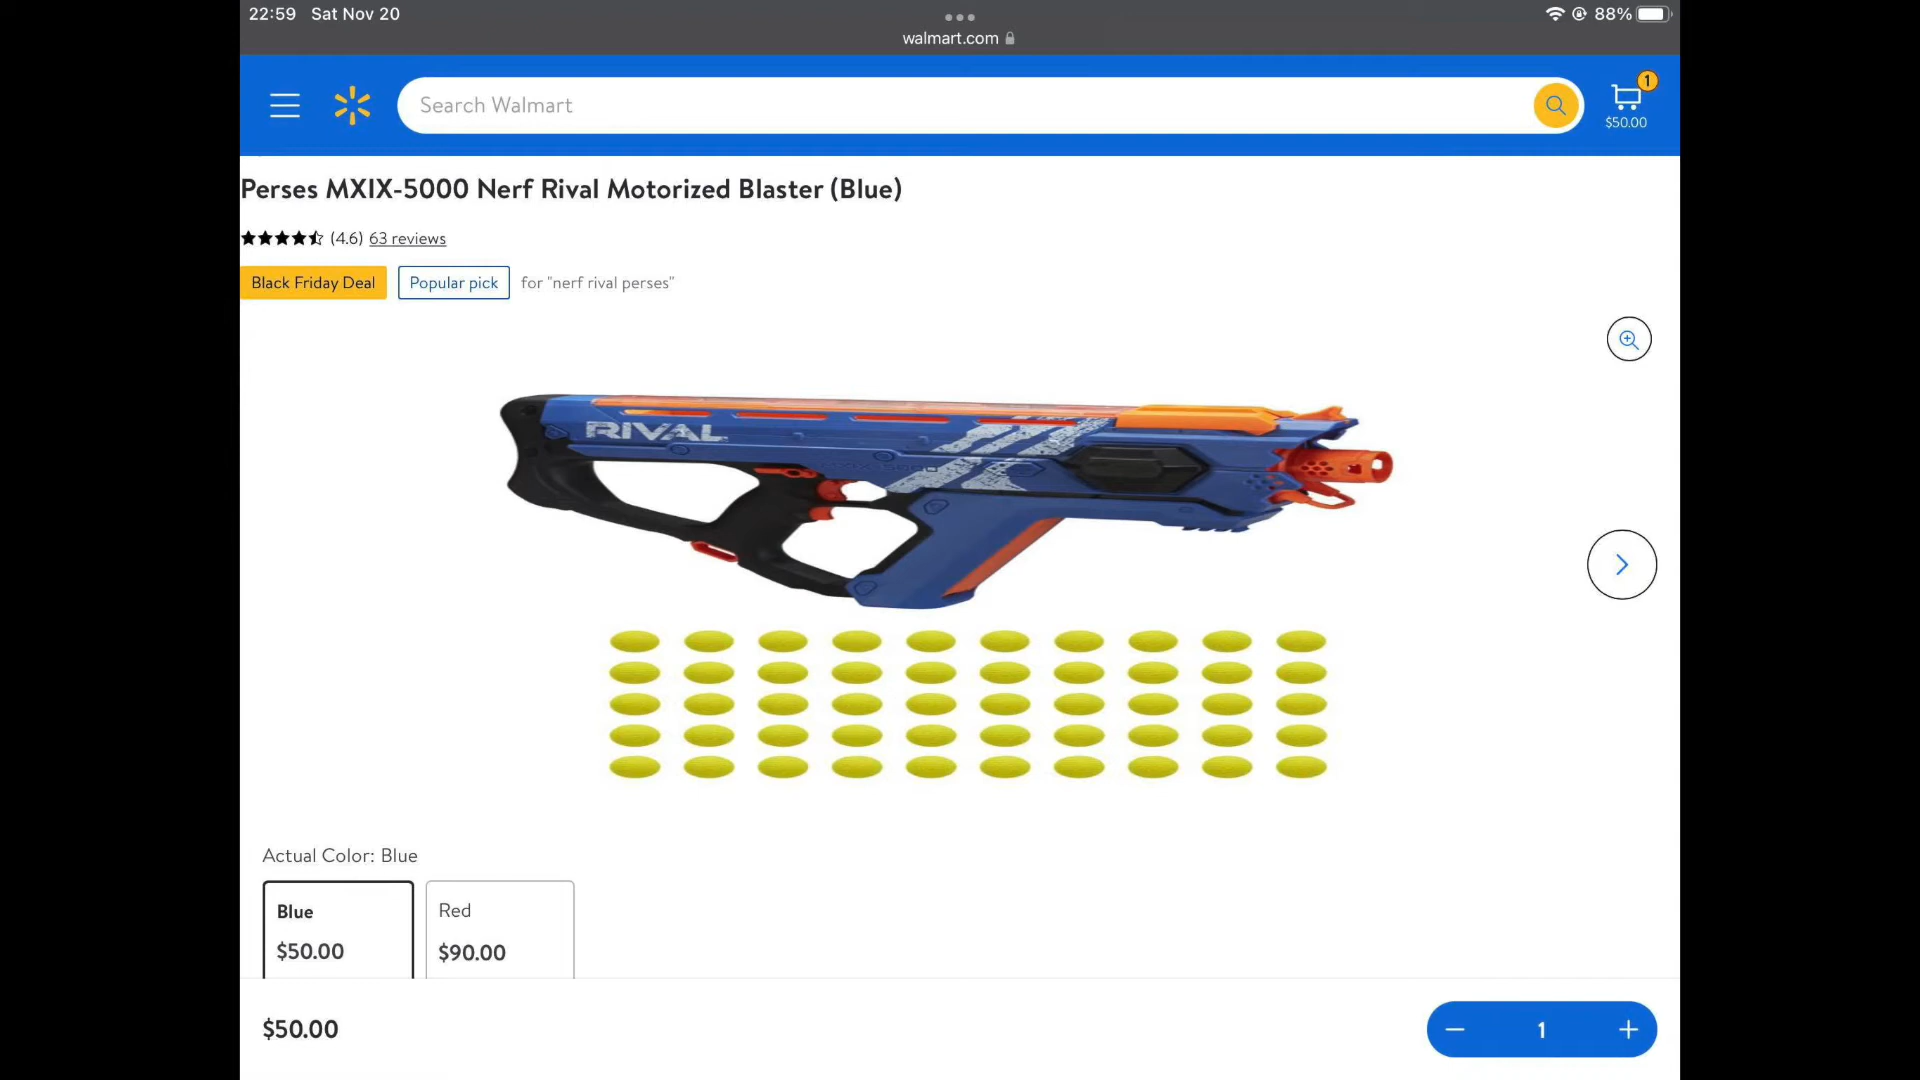 22:59 Sat Nov 20
88%
walmart.com
Search Walmart
1
$50.00
Perses MXIX-5000 Nerf Rival Motorized Blaster (Blue)
(4.6) 63 reviews
Black Friday Deal Popular pick for "nerf rival perses"
RIVAL
Actual Color: Blue
Blue Red
$50.00 $90.00
$50.00
− 1 +